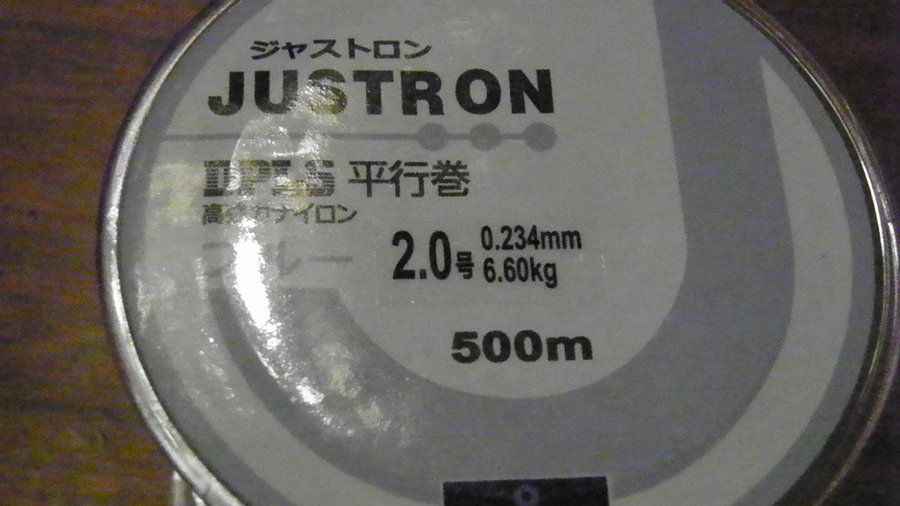 ジャストロン
JUSTRON
DPLS 平行巻
ナイロン
2.0号 0.234mm
6.60kg
500m